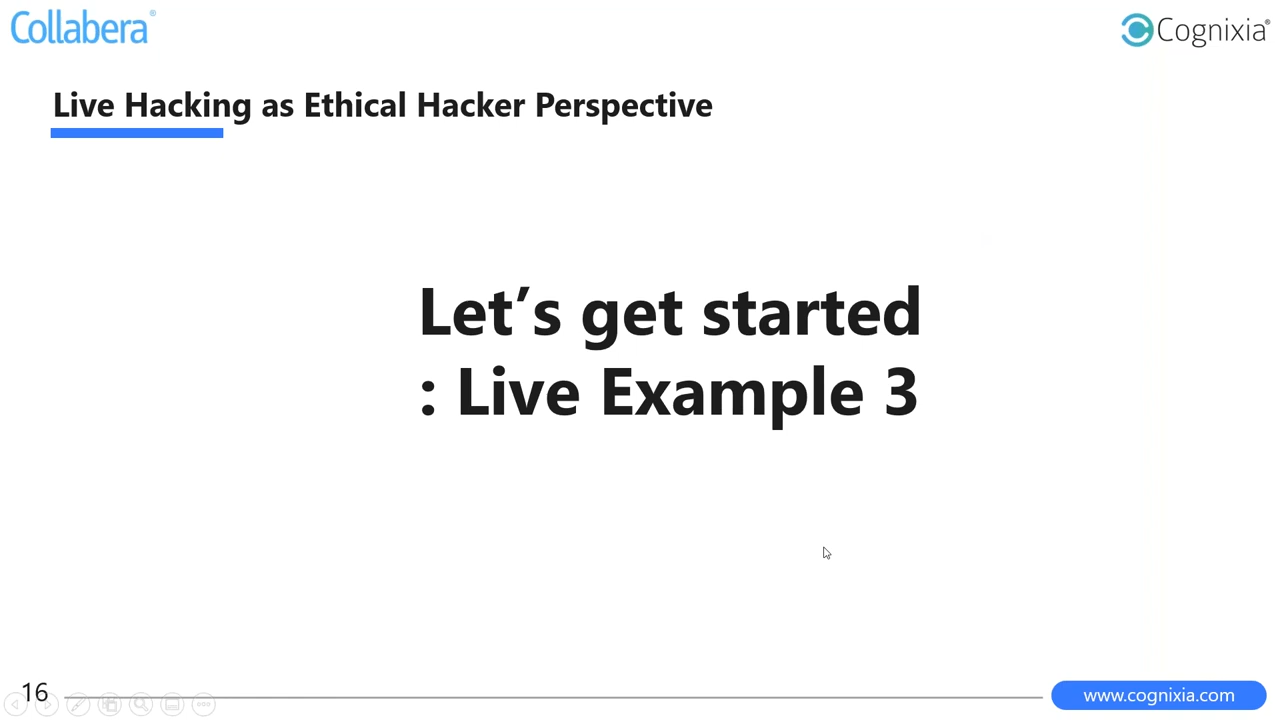 Collabera®
Cognixia®
Live Hacking as Ethical Hacker Perspective
Let’s get started
: Live Example 3
16
www.cognixia.com